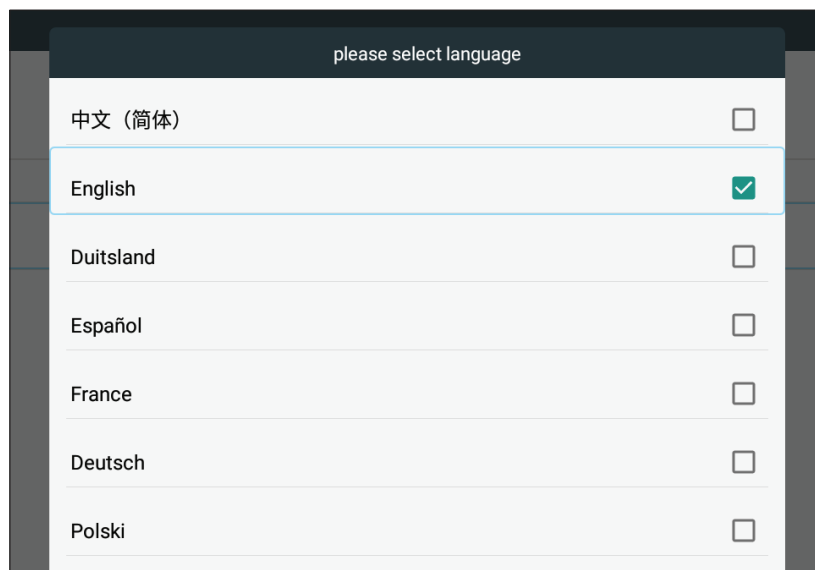 please select language
中文（简体）
English
Duitsland
Español
France
Deutsch
Polski